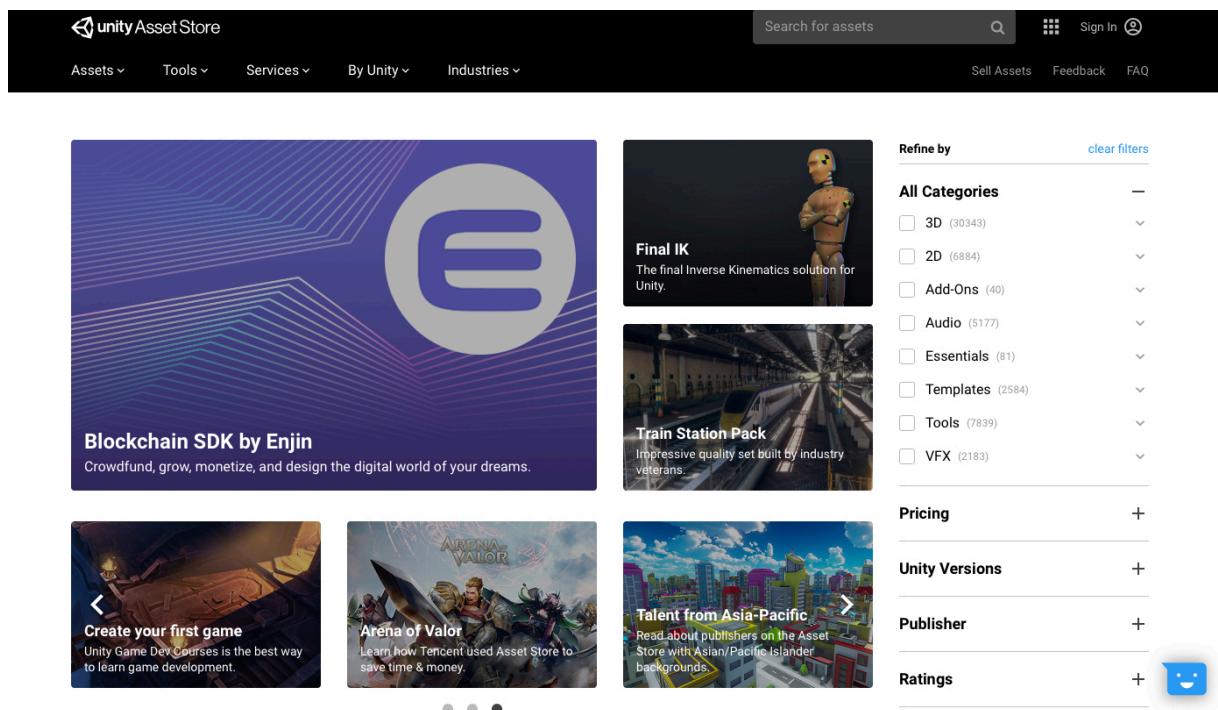 unity Asset Store
Search for assets
Sign In
Assets
Tools
Services
By Unity
Industries
Sell Assets
Feedback
FAQ
Blockchain SDK by Enjin
Crowdfund, grow, monetize, and design the digital world of your dreams.
Final IK
The final Inverse Kinematics solution for
Unity.
Train Station Pack
Impressive quality set built by industry
veterans.
Create your first game
Unity Game Dev Courses is the best way
to learn game development.
ARENA OF
VALOR
Arena of Valor
Learn how Tencent used Asset Store to
save time & money.
Talent from Asia-Pacific
Read about publishers on the Asset
Store with Asian/Pacific Islander
backgrounds.
Refine by
clear filters
All Categories
3D (30343)
2D (6884)
Add-Ons (40)
Audio (5177)
Essentials (81)
Templates (2584)
Tools (7839)
VFX (2183)
Pricing
Unity Versions
Publisher
Ratings